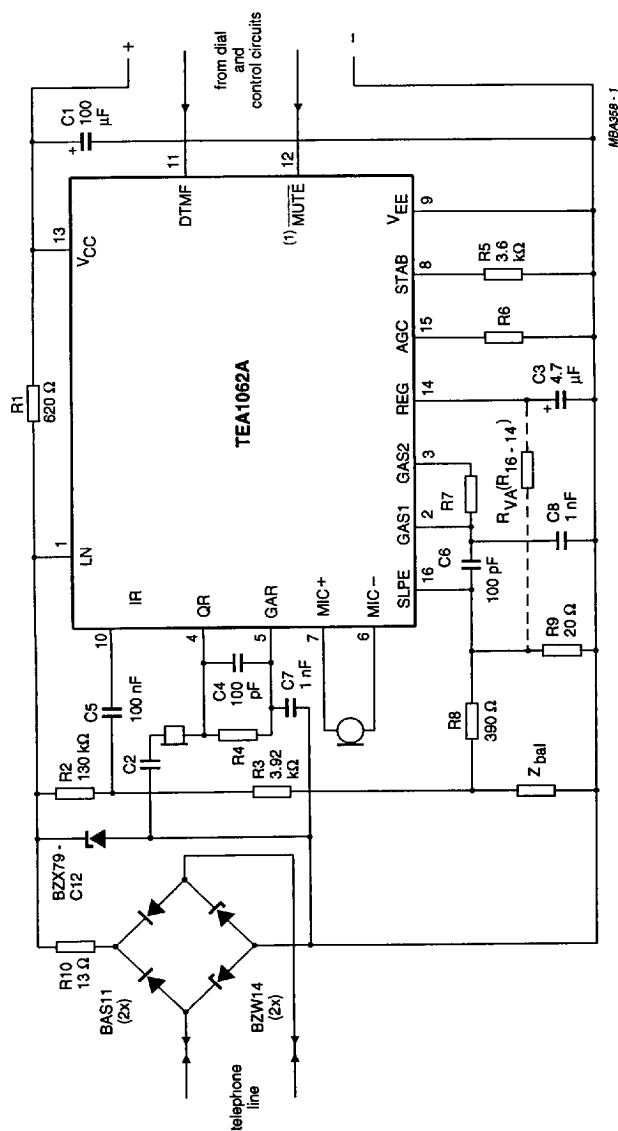 telephone
line
R10
13 Ω
BAS11
(2x)
BZW14
(2x)
BZX79 -
C12
R2
130 kΩ
C5
100 nF
C2
R3
3.92
kΩ
R4
C4
100
pF
C7
1 nF
R1
620 Ω
1
LN
13
VCC
C1
100
μF
+
+
−
10
IR
4
QR
5
GAR
7
MIC+
6
MIC−
TEA1062A
11
DTMF
12
(1) MUTE
from dial
and
control circuits
16
SLPE
2
GAS1
3
GAS2
14
REG
15
AGC
8
STAB
9
VEE
R8
390 Ω
Zbal
C6
100 pF
R7
R9
20 Ω
C8
1 nF
RVA(R16 - 14)
+
C3
4.7
μF
R6
R5
3.6
kΩ
MBA358 - 1